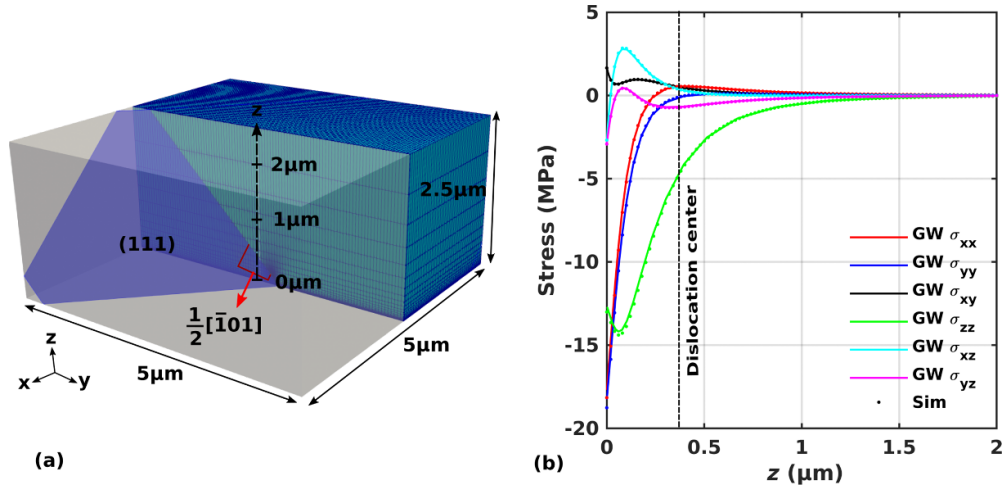 z
2μm
1μm
0μm
2.5μm
(111)
1/2[1̄01]
5μm
5μm
z
x
y
(a)
5
0
-5
-10
-15
-20
Stress (MPa)
Dislocation center
GW σxx
GW σyy
GW σxy
GW σzz
GW σxz
GW σyz
Sim
0
0.5
1
1.5
2
z (μm)
(b)